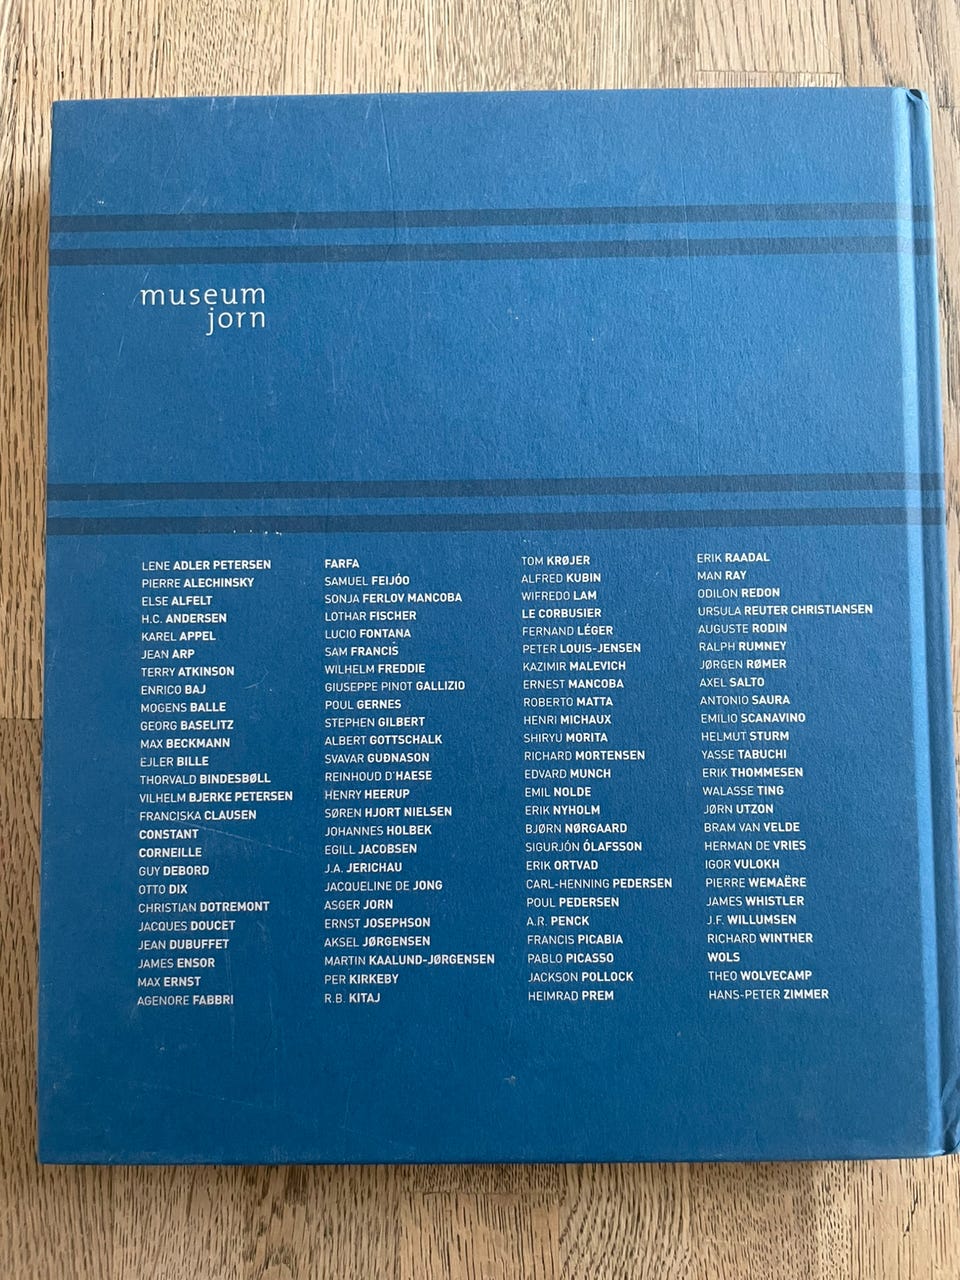 museum
jorn
LENE ADLER PETERSEN
PIERRE ALECHINSKY
ELSE ALFELT
H.C. ANDERSEN
KAREL APPEL
JEAN ARP
TERRY ATKINSON
ENRICO BAJ
MOGENS BALLE
GEORG BASELITZ
MAX BECKMANN
EJLER BILLE
THORVALD BINDESBØLL
VILHELM BJERKE PETERSEN
FRANCISKA CLAUSEN
CONSTANT
CORNEILLE
GUY DEBORD
OTTO DIX
CHRISTIAN DOTREMONT
JACQUES DOUCET
JEAN DUBUFFET
JAMES ENSOR
MAX ERNST
AGENORE FABBRI
FARFA
SAMUEL FEIJÓO
SONJA FERLOV MANCOBA
LOTHAR FISCHER
LUCIO FONTANA
SAM FRANCIS
WILHELM FREDDIE
GIUSEPPE PINOT GALLIZIO
POUL GERNES
STEPHEN GILBERT
ALBERT GOTTSCHALK
SVAVAR GUÐNASON
REINHOUD D'HAESE
HENRY HEERUP
SØREN HJORT NIELSEN
JOHANNES HOLBEK
EGILL JACOBSEN
J.A. JERICHAU
JACQUELINE DE JONG
ASGER JORN
ERNST JOSEPHSON
AKSEL JØRGENSEN
MARTIN KAALUND-JØRGENSEN
PER KIRKEBY
R.B. KITAJ
TOM KRØJER
ALFRED KUBIN
WIFREDO LAM
LE CORBUSIER
FERNAND LÉGER
PETER LOUIS-JENSEN
KAZIMIR MALEVICH
ERNEST MANCOBA
ROBERTO MATTA
HENRI MICHAUX
SHIRYU MORITA
RICHARD MORTENSEN
EDVARD MUNCH
EMIL NOLDE
ERIK NYHOLM
BJØRN NØRGAARD
SIGURJÓN ÓLAFSSON
ERIK ORTVAD
CARL-HENNING PEDERSEN
POUL PEDERSEN
A.R. PENCK
FRANCIS PICABIA
PABLO PICASSO
JACKSON POLLOCK
HEIMRAD PREM
ERIK RAADAL
MAN RAY
ODILON REDON
URSULA REUTER CHRISTIANSEN
AUGUSTE RODIN
RALPH RUMNEY
JØRGEN RØMER
AXEL SALTO
ANTONIO SAURA
EMILIO SCANAVINO
HELMUT STURM
YASSE TABUCHI
ERIK THOMMESEN
WALASSE TING
JØRN UTZON
BRAM VAN VELDE
HERMAN DE VRIES
IGOR VULOKH
PIERRE WEMAËRE
JAMES WHISTLER
J.F. WILLUMSEN
RICHARD WINTHER
WOLS
THEO WOLVECAMP
HANS-PETER ZIMMER